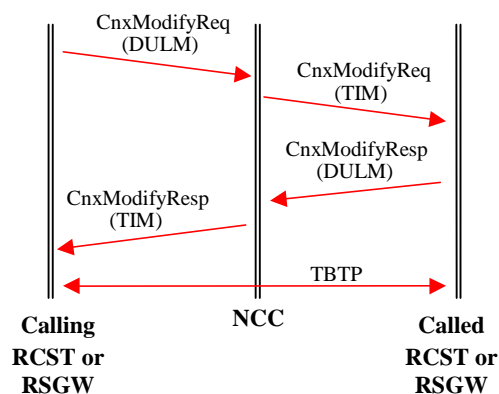 CnxModifyReq
(DULM)
CnxModifyReq
(TIM)
CnxModifyResp
(DULM)
CnxModifyResp
(TIM)
TBTP
Calling
RCST or
RSGW
NCC
Called
RCST or
RSGW